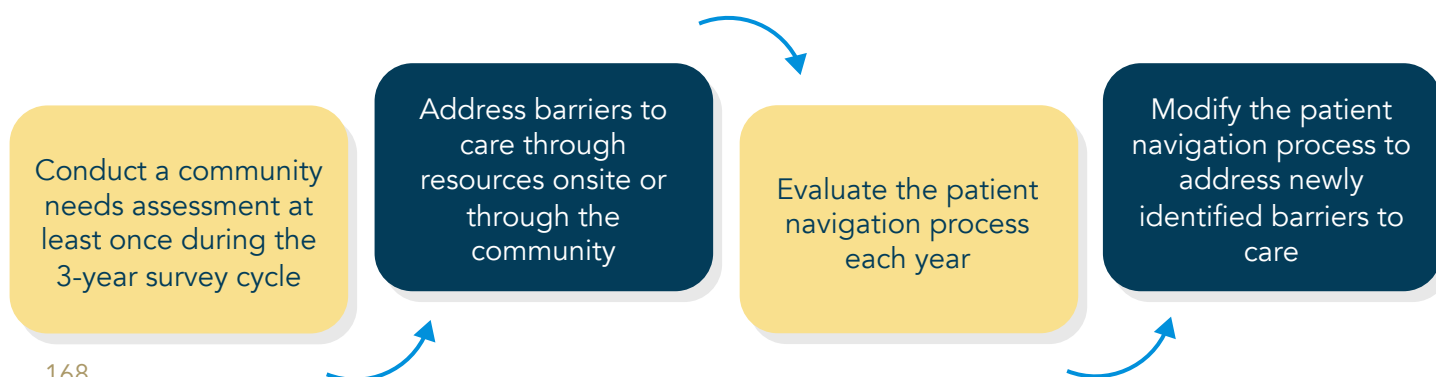 Conduct a community
needs assessment at
least once during the
3-year survey cycle
Address barriers to
care through
resources onsite or
through the
community
Evaluate the patient
navigation process
each year
Modify the patient
navigation process to
address newly
identified barriers to
care
168